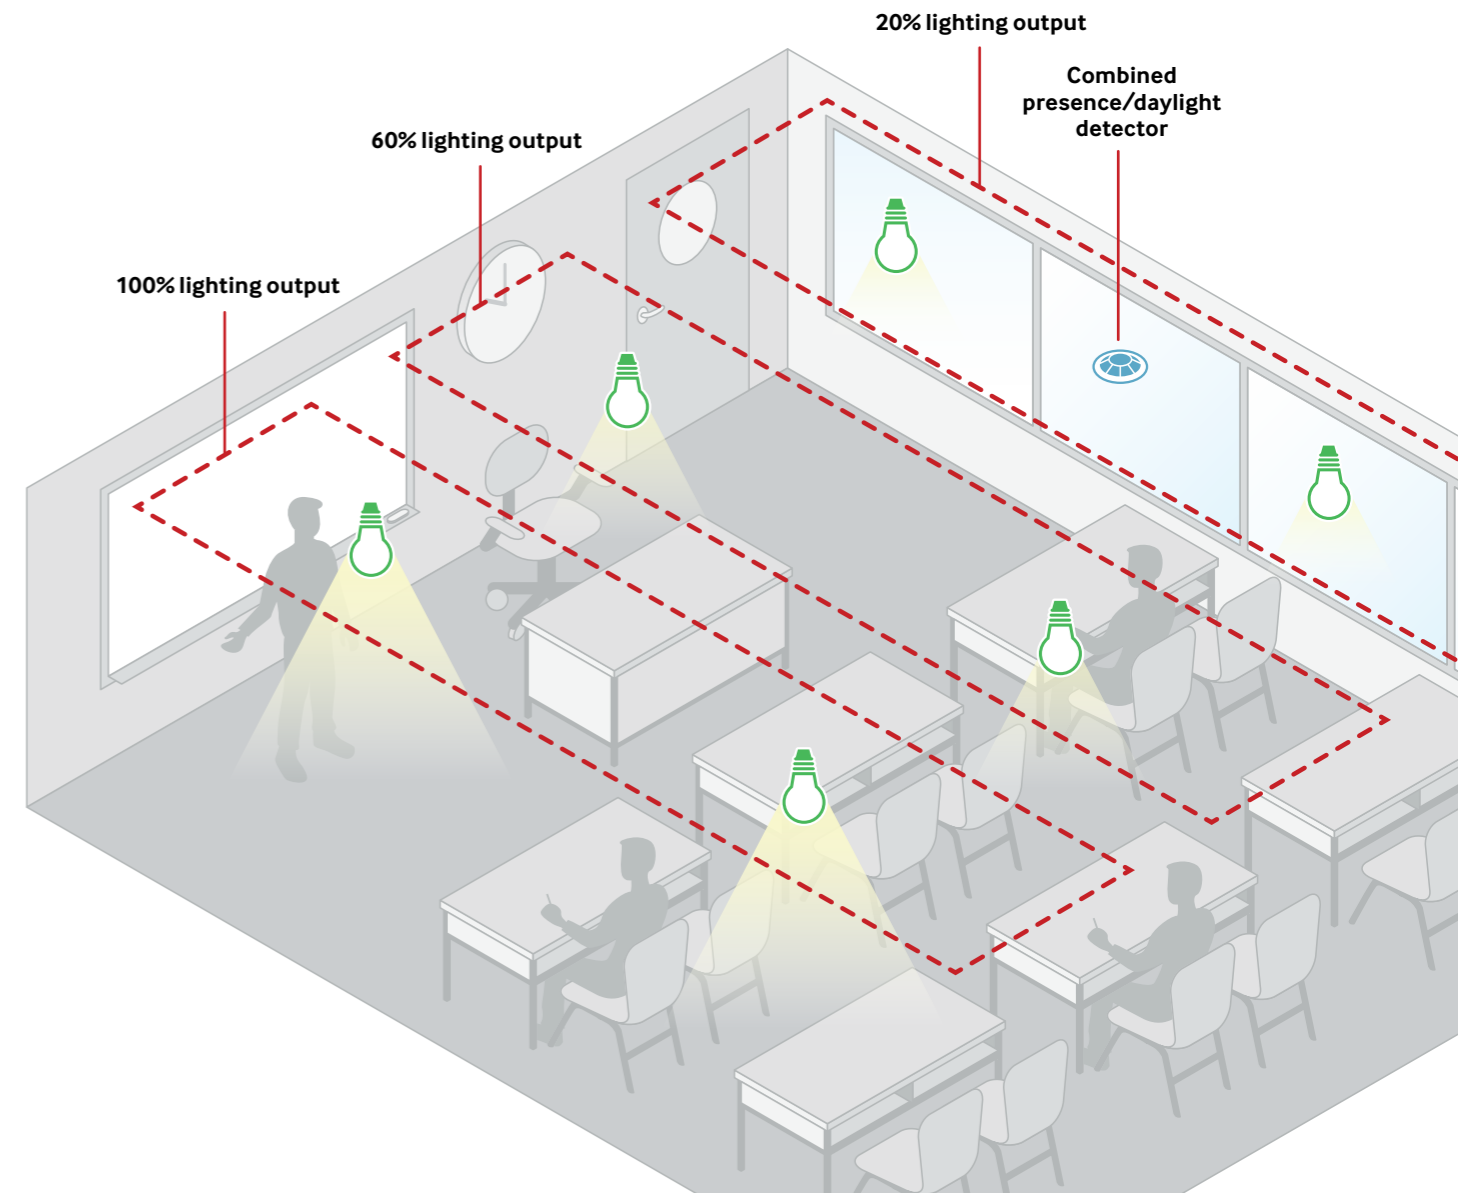 20% lighting output
Combined
presence/daylight
detector
60% lighting output
100% lighting output